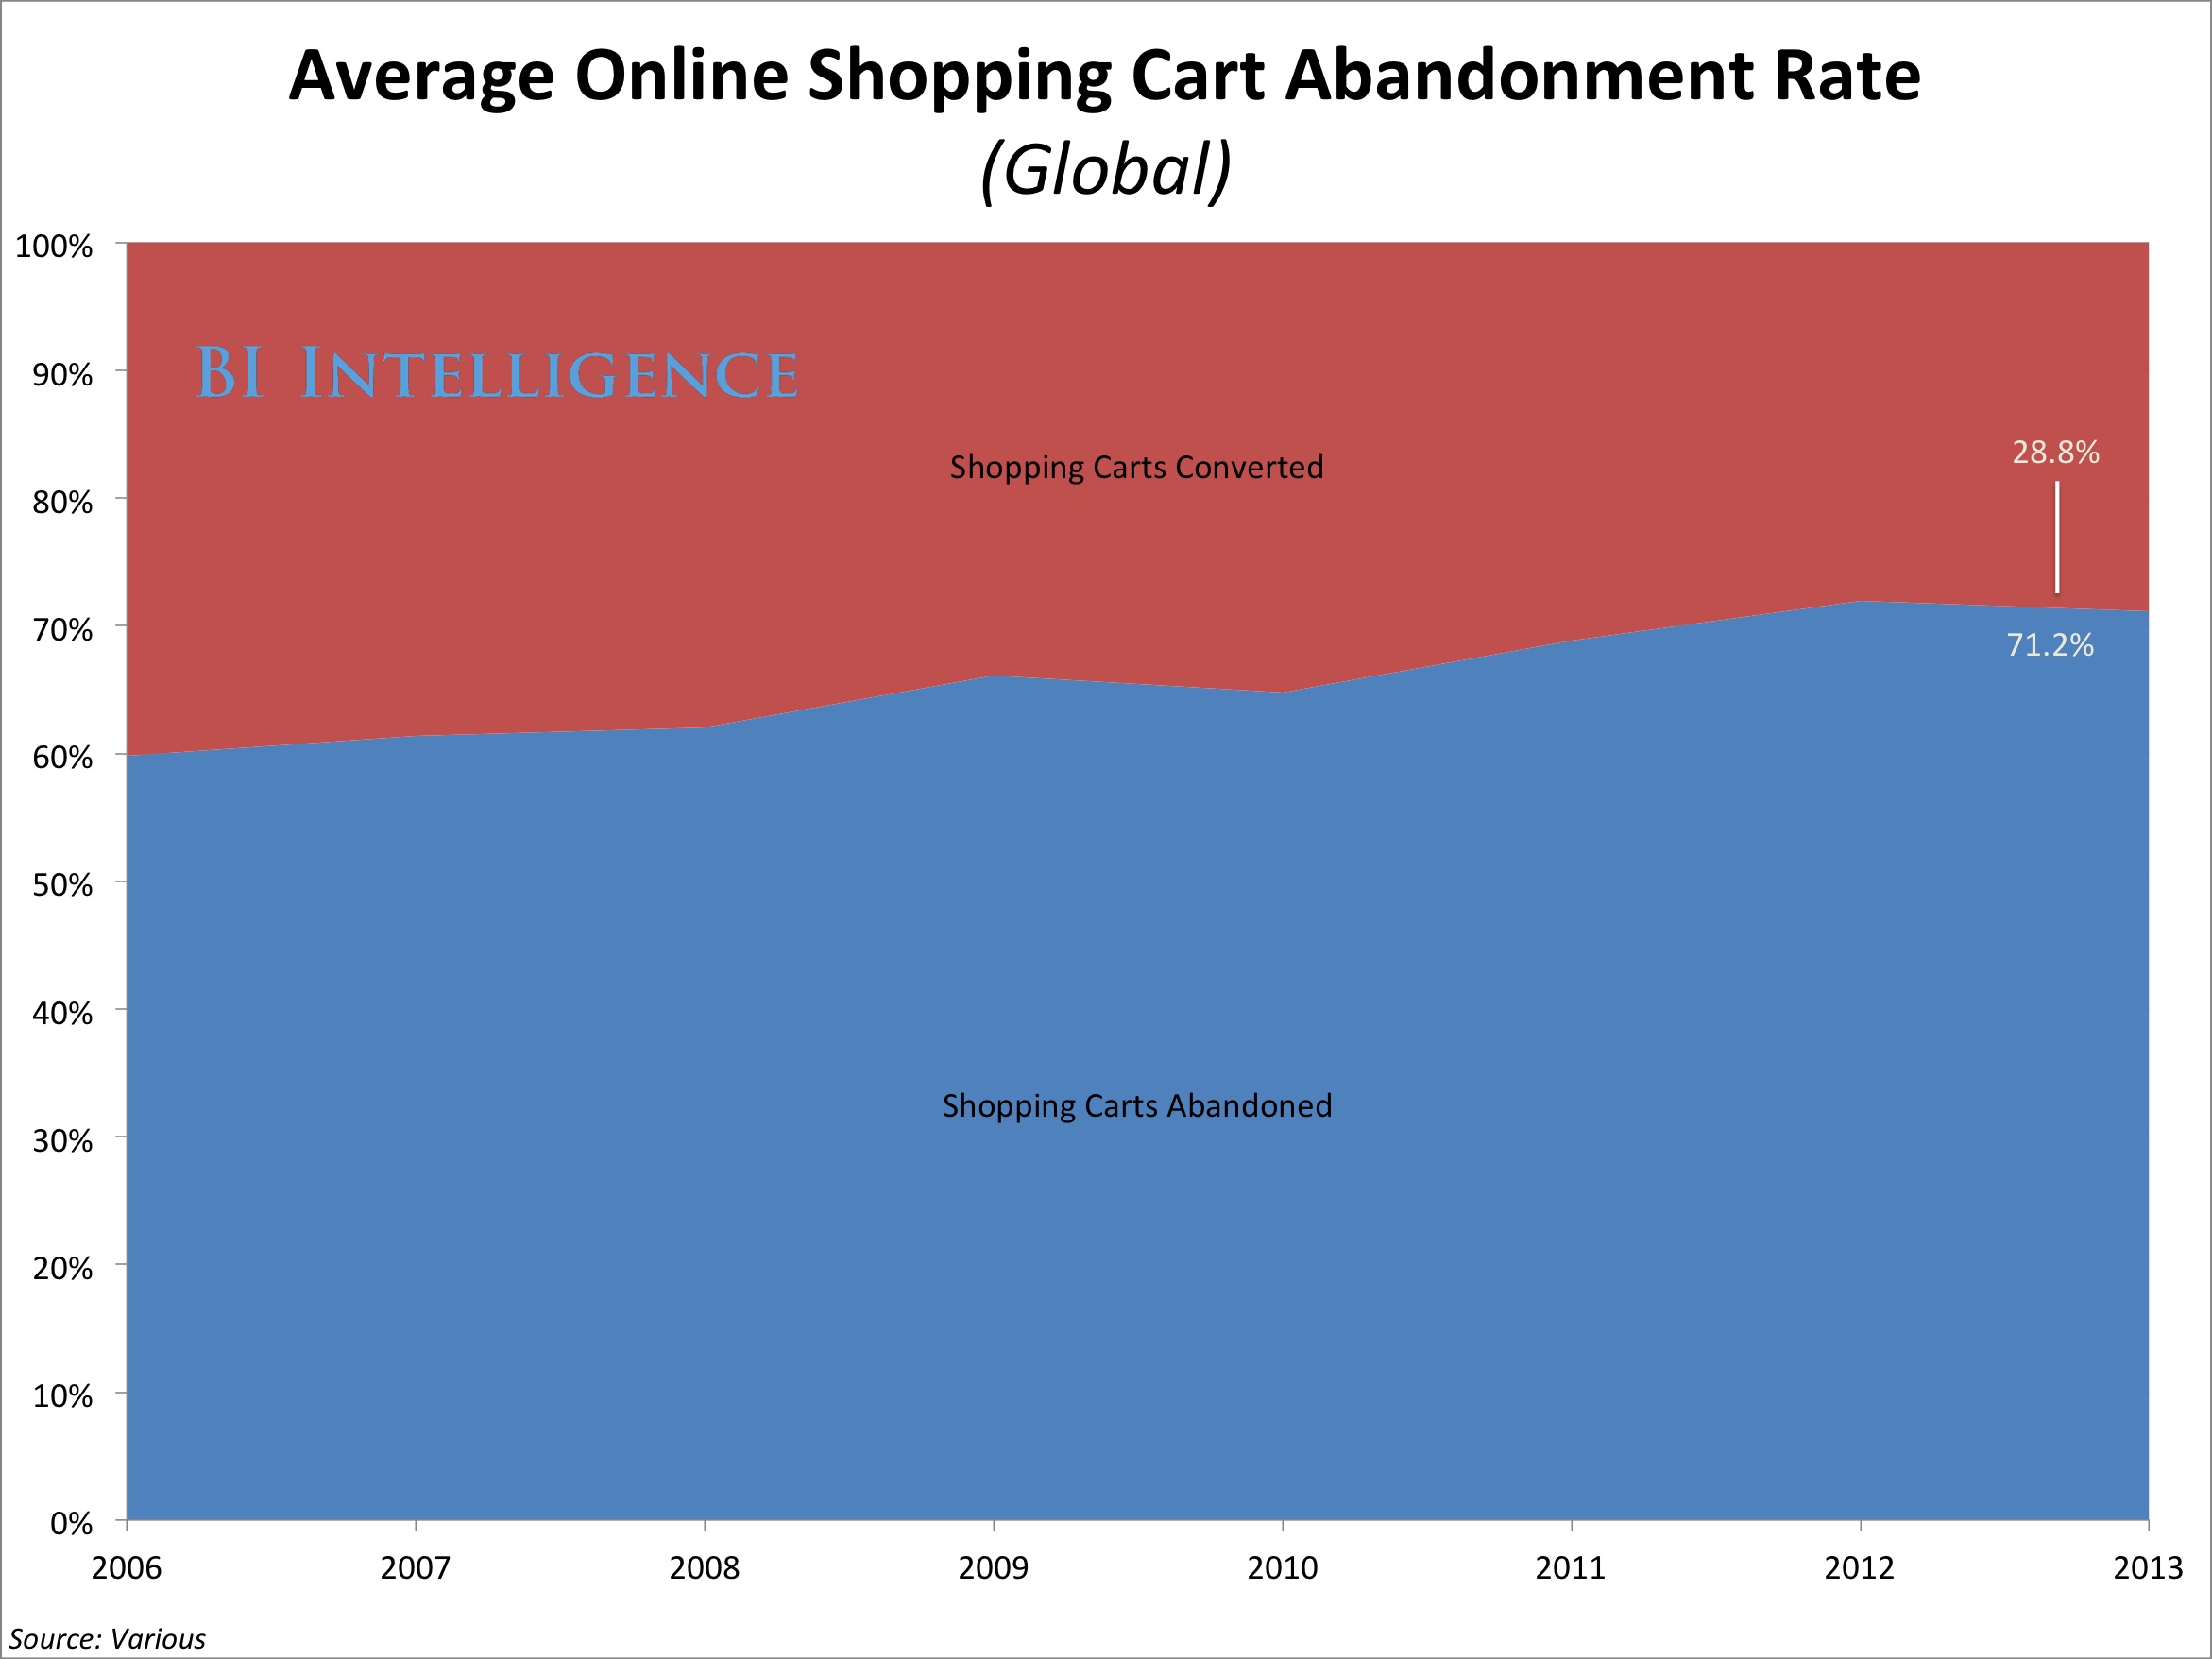 Average Online Shopping Cart Abandonment Rate
(Global)
100%
90%
80%
70%
60%
50%
40%
30%
20%
10%
0%
BI INTELLIGENCE
Shopping Carts Converted
28.8%
71.2%
Shopping Carts Abandoned
2006 2007 2008 2009 2010 2011 2012 2013
Source: Various